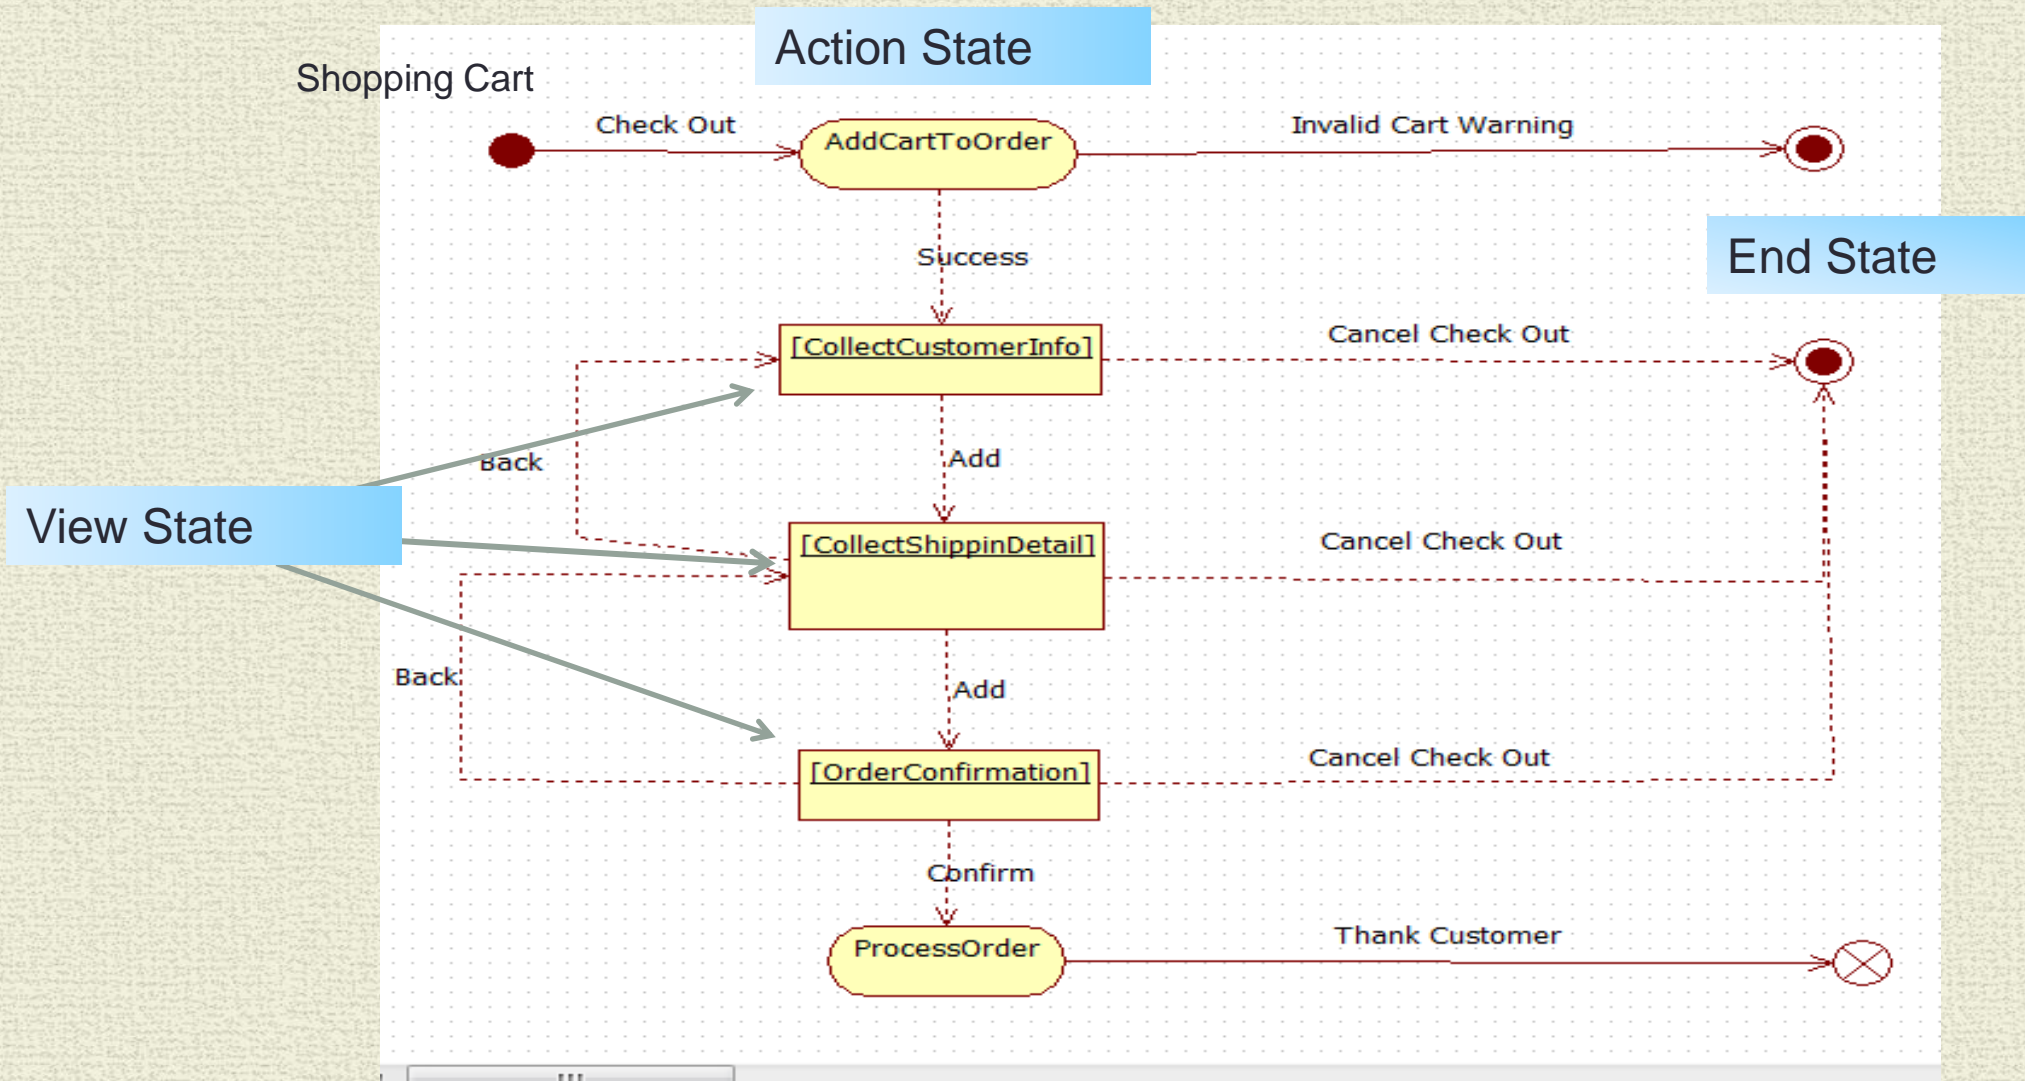 Action State
Shopping Cart
Check Out
AddCartToOrder
Invalid Cart Warning
Success
End State
[CollectCustomerInfo]
Cancel Check Out
Back
Add
View State
[CollectShippinDetail]
Cancel Check Out
Back
Add
[OrderConfirmation]
Cancel Check Out
Confirm
ProcessOrder
Thank Customer